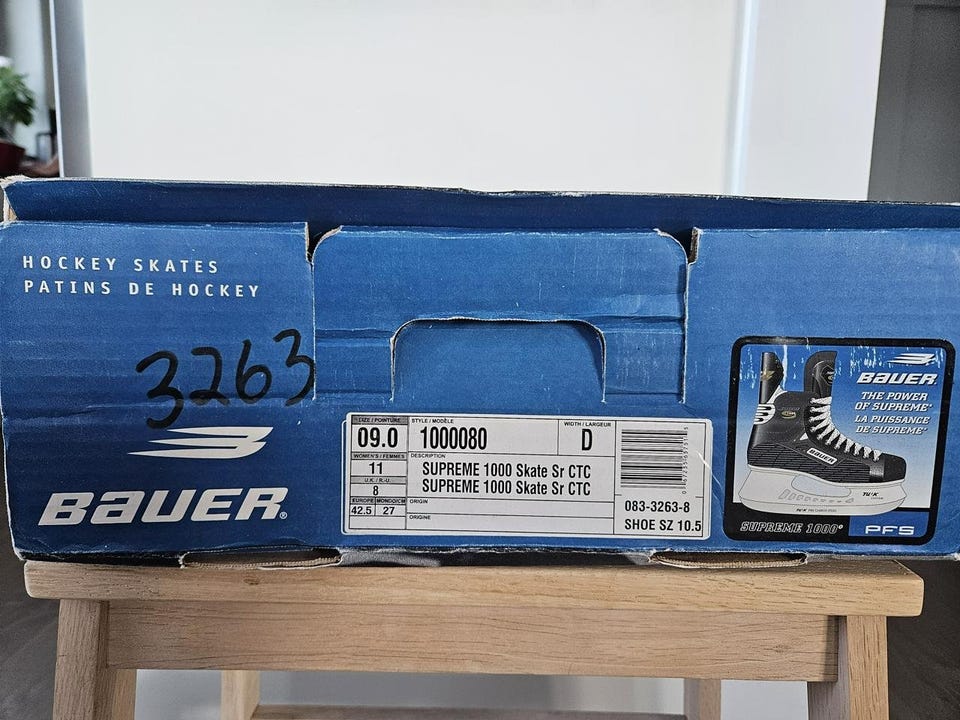 HOCKEY SKATES
PATINS DE HOCKEY
3263
BAUER®
SIZE / POINTURE
09.0
WOMEN'S / FEMMES
11
U.K. / R.-U.
8
EUROPE MONDO/CM
42.5 27
STYLE / MODÈLE
1000080
WIDTH / LARGEUR
D
DESCRIPTION
SUPREME 1000 Skate Sr CTC
SUPREME 1000 Skate Sr CTC
ORIGIN
ORIGINE
083-3263-8
SHOE SZ 10.5
BAUER
THE POWER
OF SUPREME
LA PUISSANCE
DE SUPREME
BAUER
TUUK
SUPREME 1000
PFS